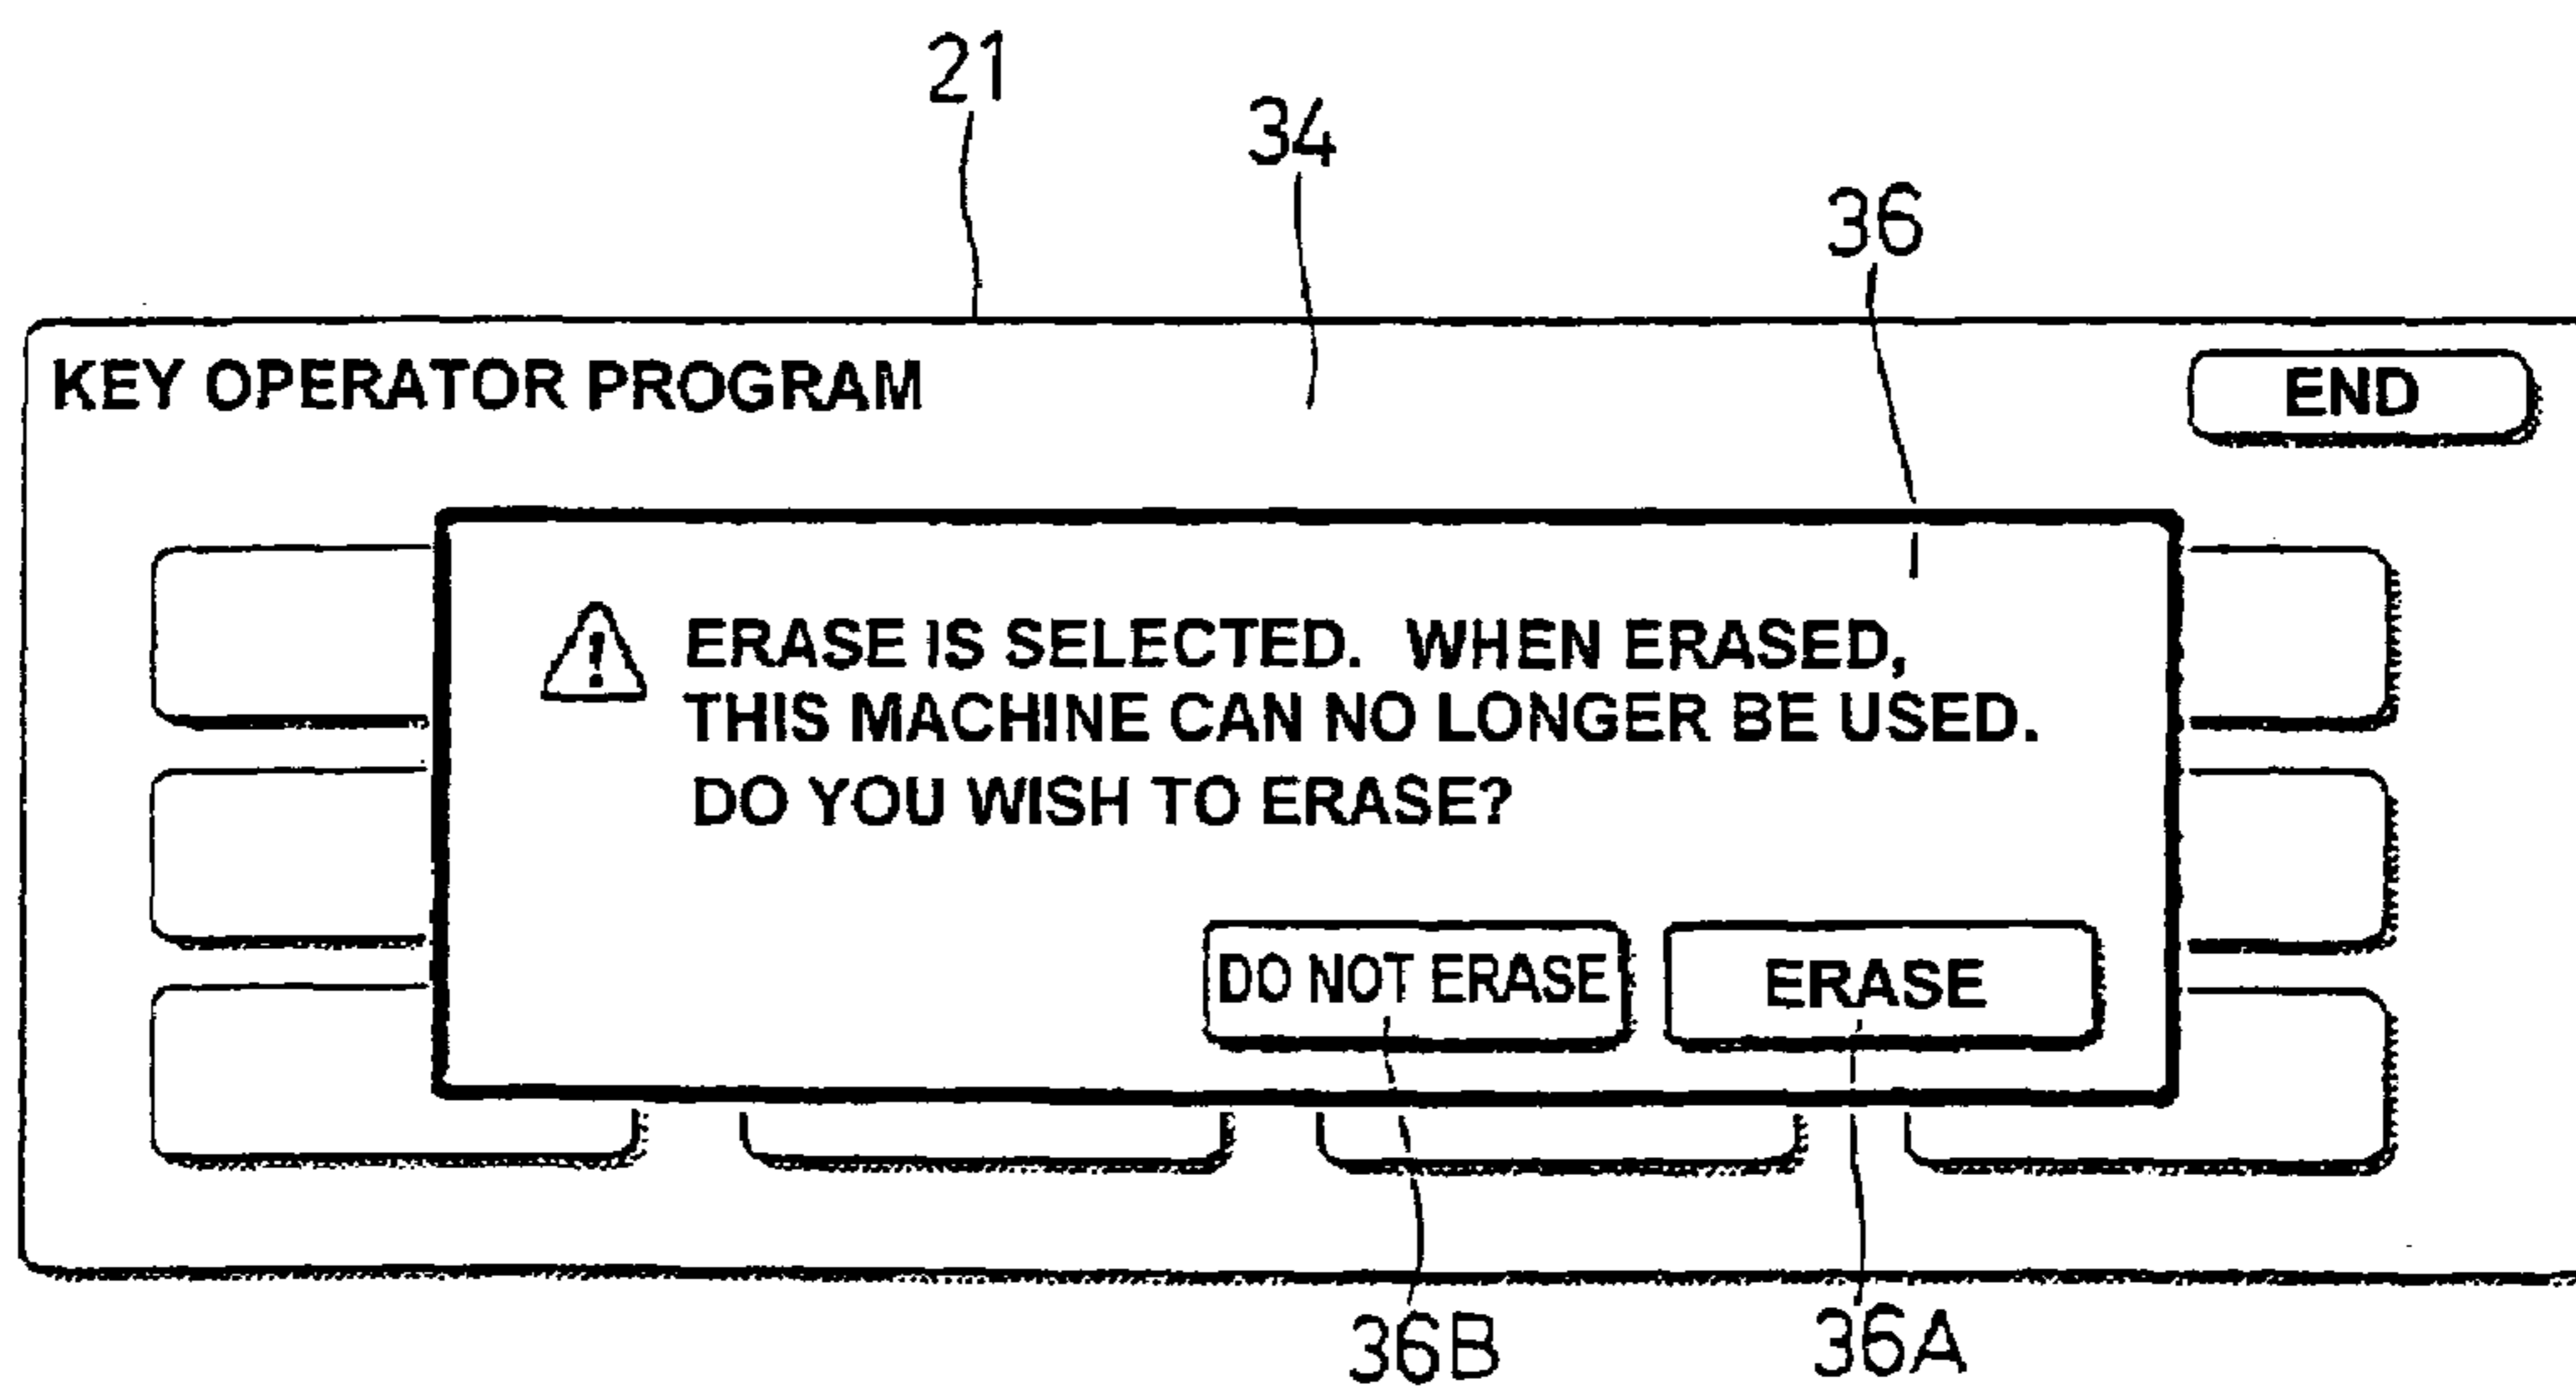 21
34
36
KEY OPERATOR PROGRAM
END
ERASE IS SELECTED. WHEN ERASED,
THIS MACHINE CAN NO LONGER BE USED.
DO YOU WISH TO ERASE?
DO NOT ERASE
ERASE
36B
36A